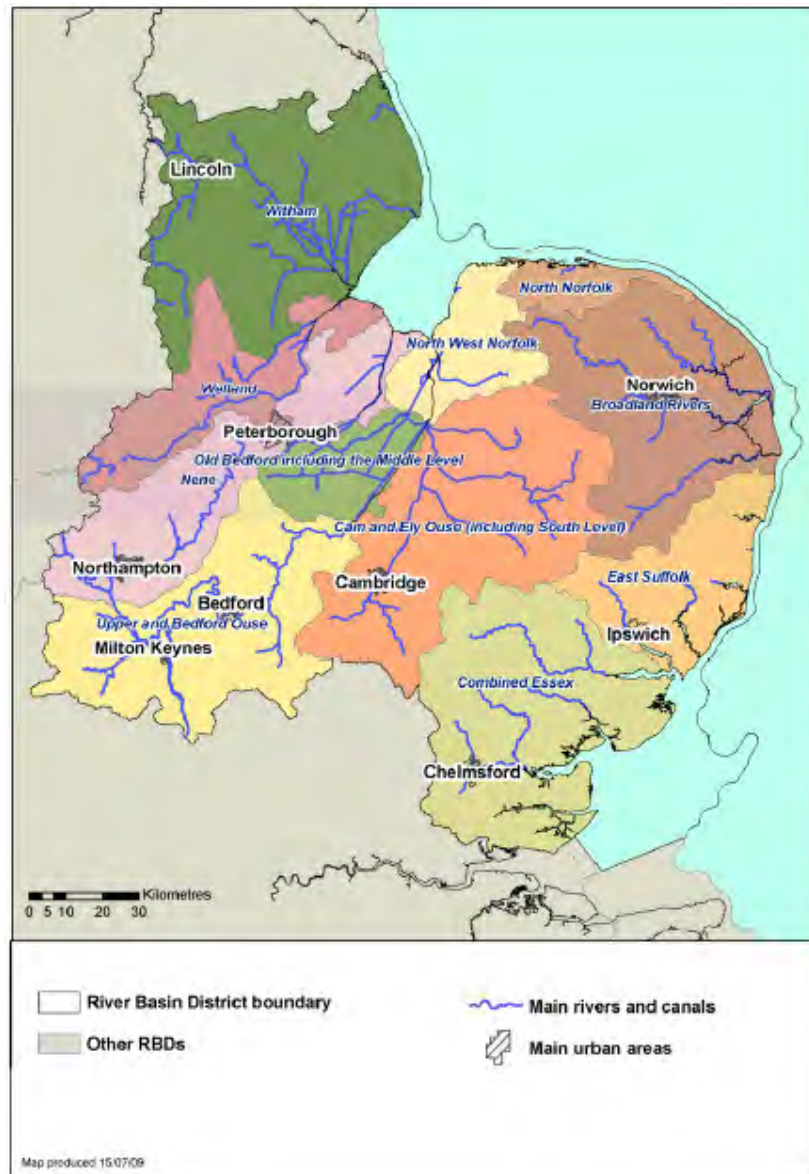 Lincoln
Witham
North Norfolk
North West Norfolk
Norwich
Broadland Rivers
Welland
Peterborough
Old Bedford including the Middle Level
Nene
Cam and Ely Ouse (including South Level)
Northampton
Cambridge
East Suffolk
Bedford
Upper and Bedford Ouse
Ipswich
Milton Keynes
Combined Essex
Chelmsford
Kilometres
0 5 10 20 30
River Basin District boundary
Main rivers and canals
Other RBDs
Main urban areas
Map produced 15/07/09